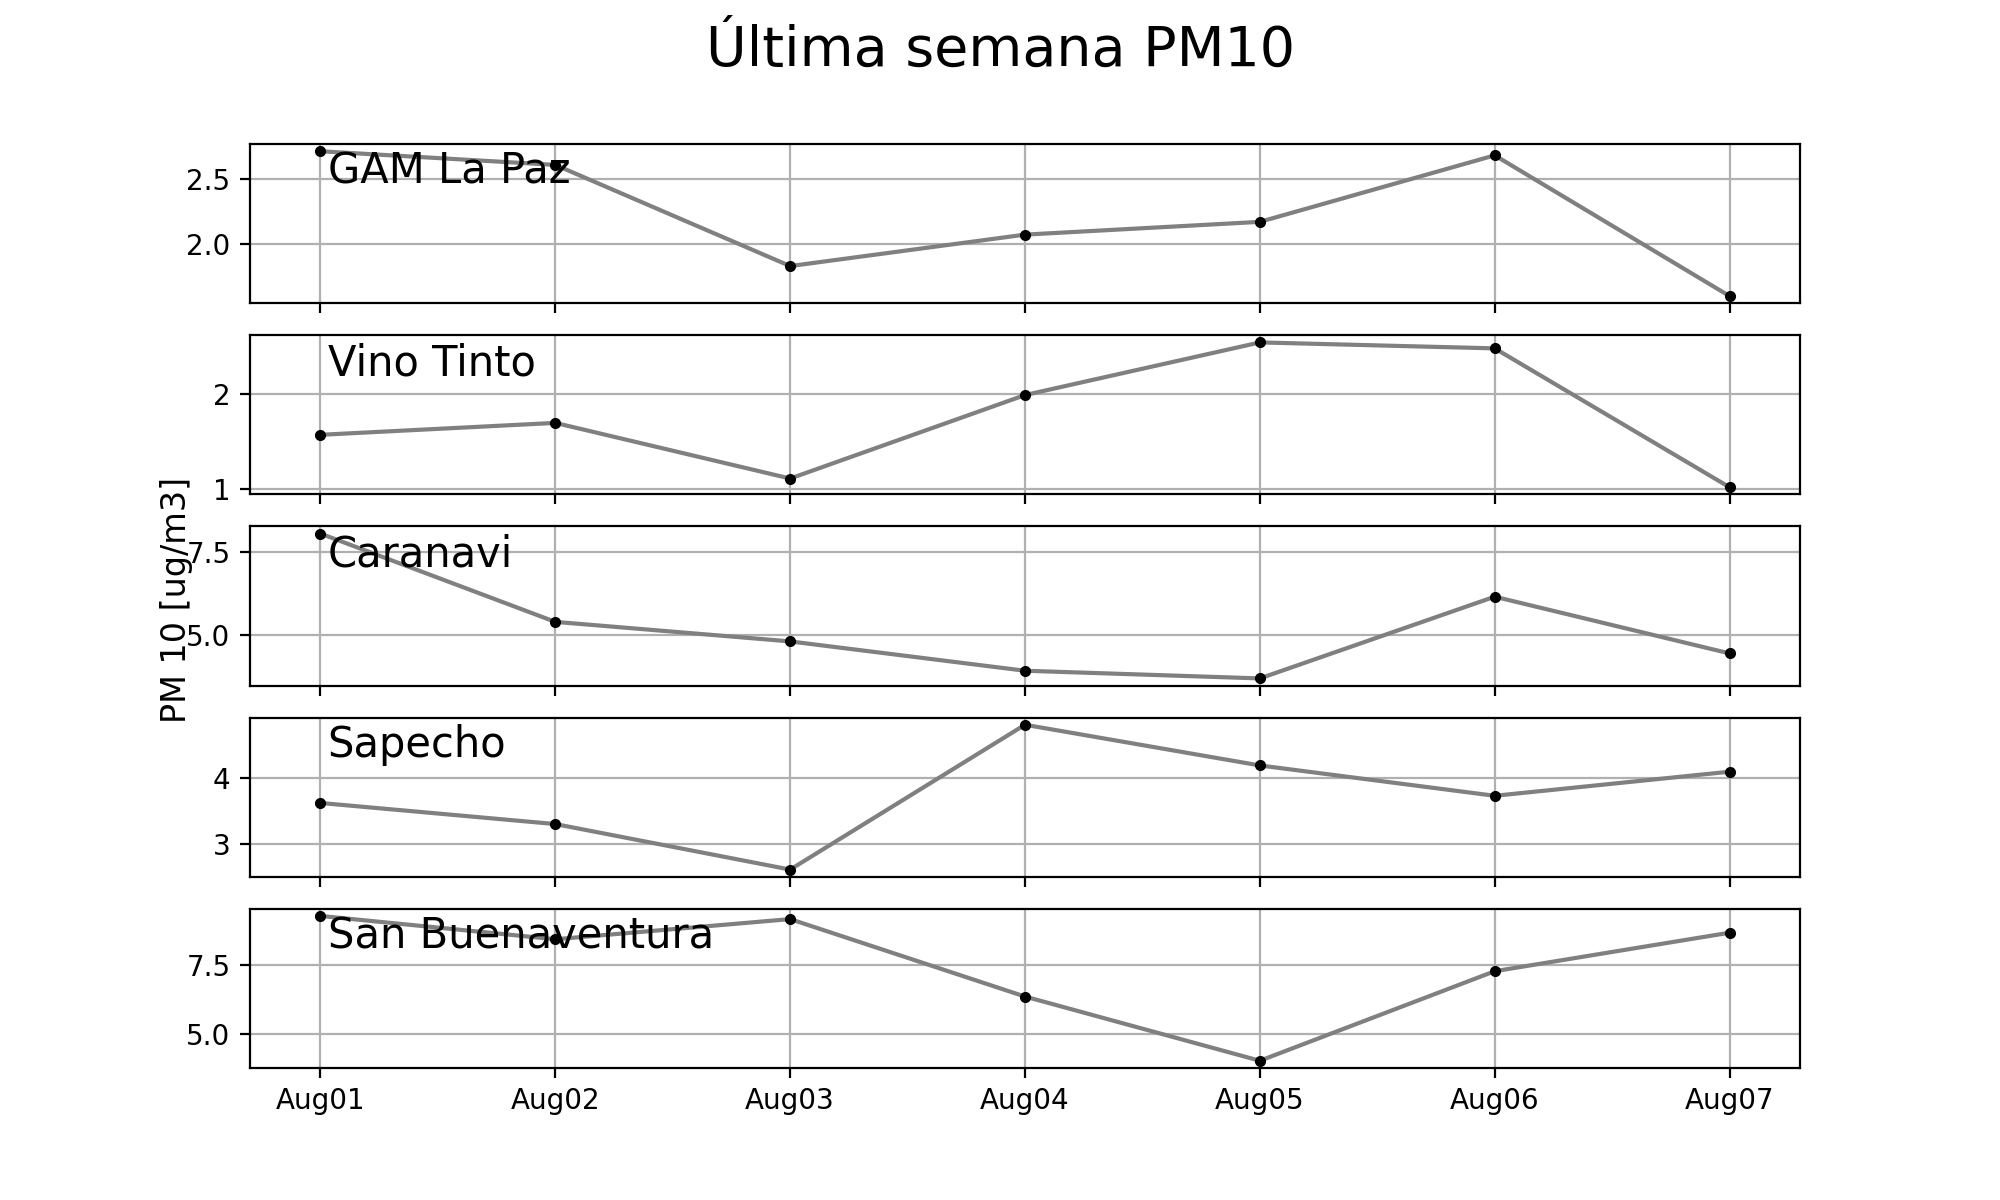 Última semana PM10
GAM La Paz
2.5
2.0
Vino Tinto
2
1
PM 10 [ug/m3]
Caranavi
7.5
5.0
Sapecho
4
3
San Buenaventura
7.5
5.0
Aug01 Aug02 Aug03 Aug04 Aug05 Aug06 Aug07